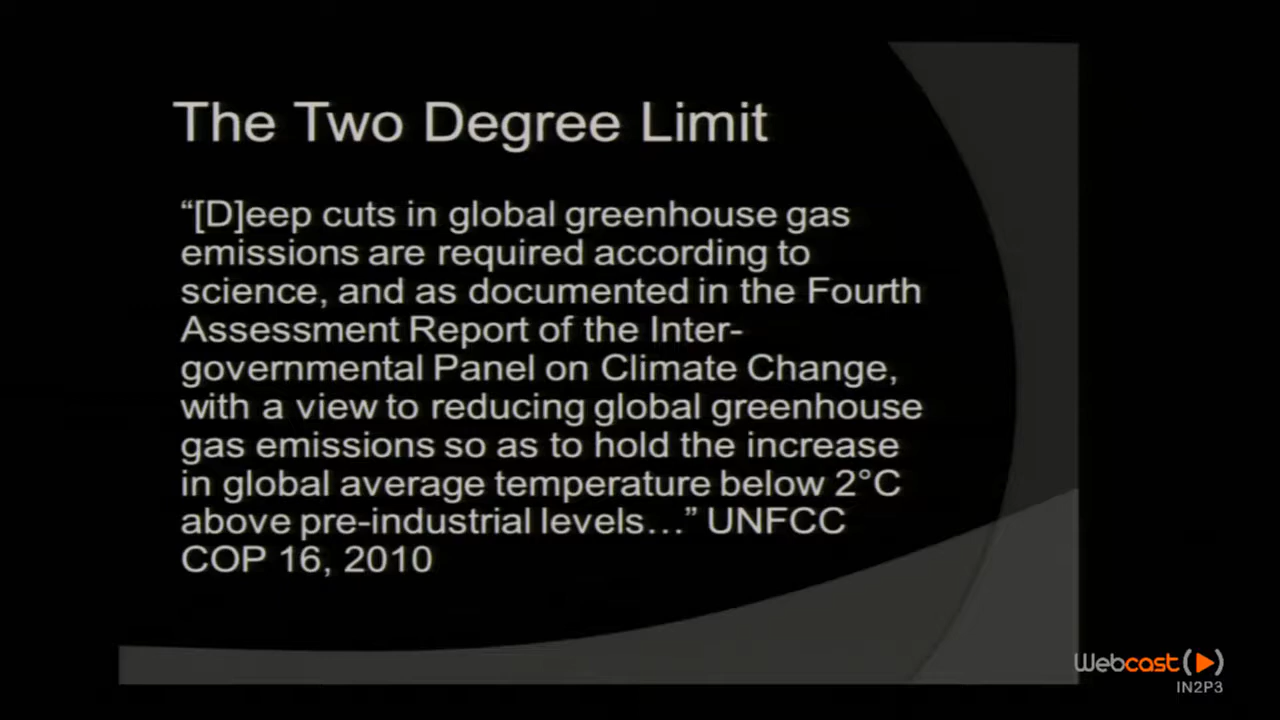 The Two Degree Limit
“[D]eep cuts in global greenhouse gas
emissions are required according to
science, and as documented in the Fourth
Assessment Report of the Inter-
governmental Panel on Climate Change,
with a view to reducing global greenhouse
gas emissions so as to hold the increase
in global average temperature below 2°C
above pre-industrial levels…” UNFCC
COP 16, 2010
Webcast
IN2P3